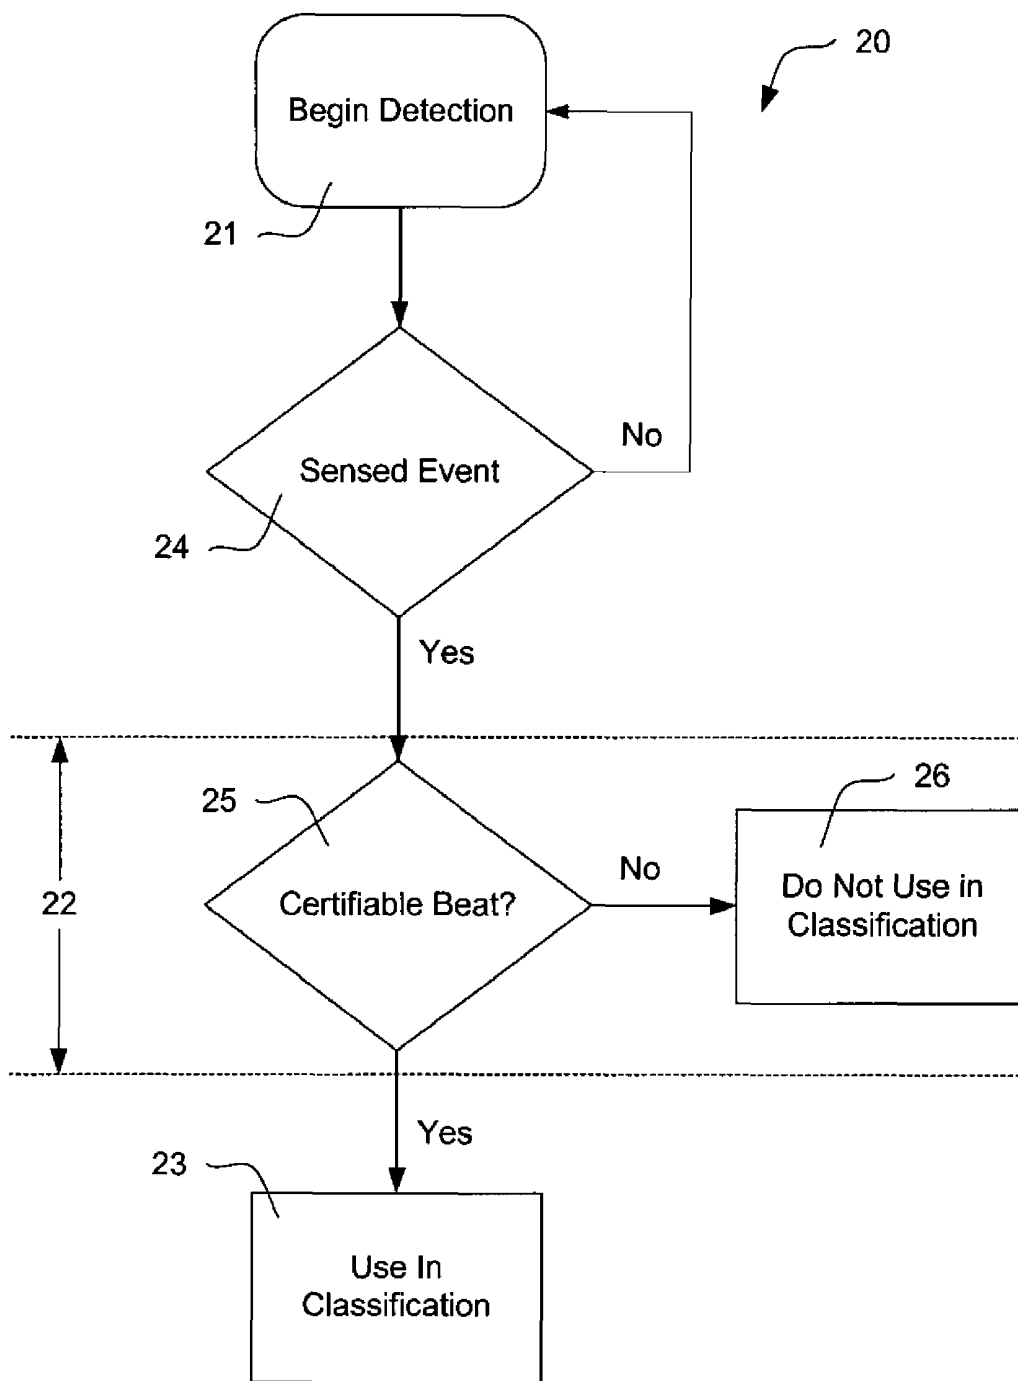 20
Begin Detection
21
No
Sensed Event
24
Yes
26
25
No
Do Not Use in
Classification
22
Certifiable Beat?
Yes
23
Use In
Classification